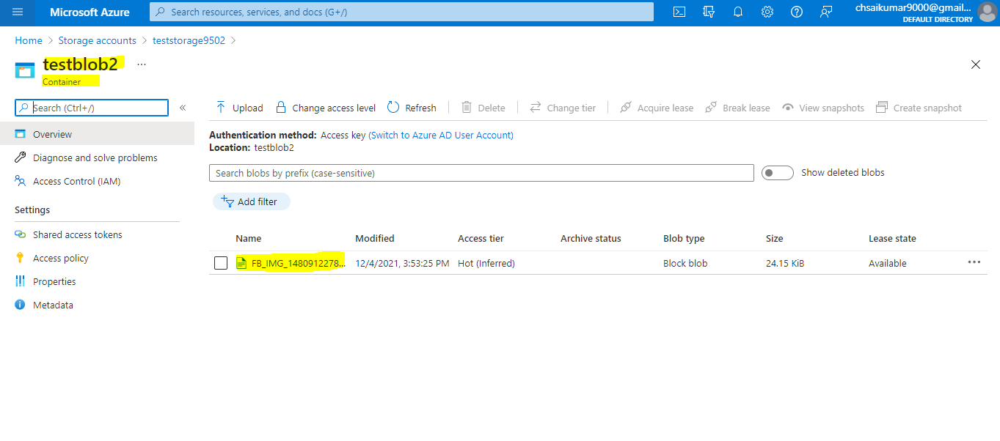 Microsoft Azure
Search resources, services, and docs (G+/)
chsaikumar9000@gmail...
DEFAULT DIRECTORY
Home > Storage accounts > teststorage9502 >
testblob2 ...
Container
Search (Ctrl+/) «
Upload Change access level Refresh Delete Change tier Acquire lease Break lease View snapshots Create snapshot
Overview
Diagnose and solve problems
Access Control (IAM)
Settings
Shared access tokens
Access policy
Properties
Metadata
Authentication method: Access key (Switch to Azure AD User Account)
Location: testblob2
Search blobs by prefix (case-sensitive)
Show deleted blobs
Add filter
Name Modified Access tier Archive status Blob type Size Lease state
FB_IMG_1480912278... 12/4/2021, 3:53:25 PM Hot (Inferred) Block blob 24.15 KiB Available ...